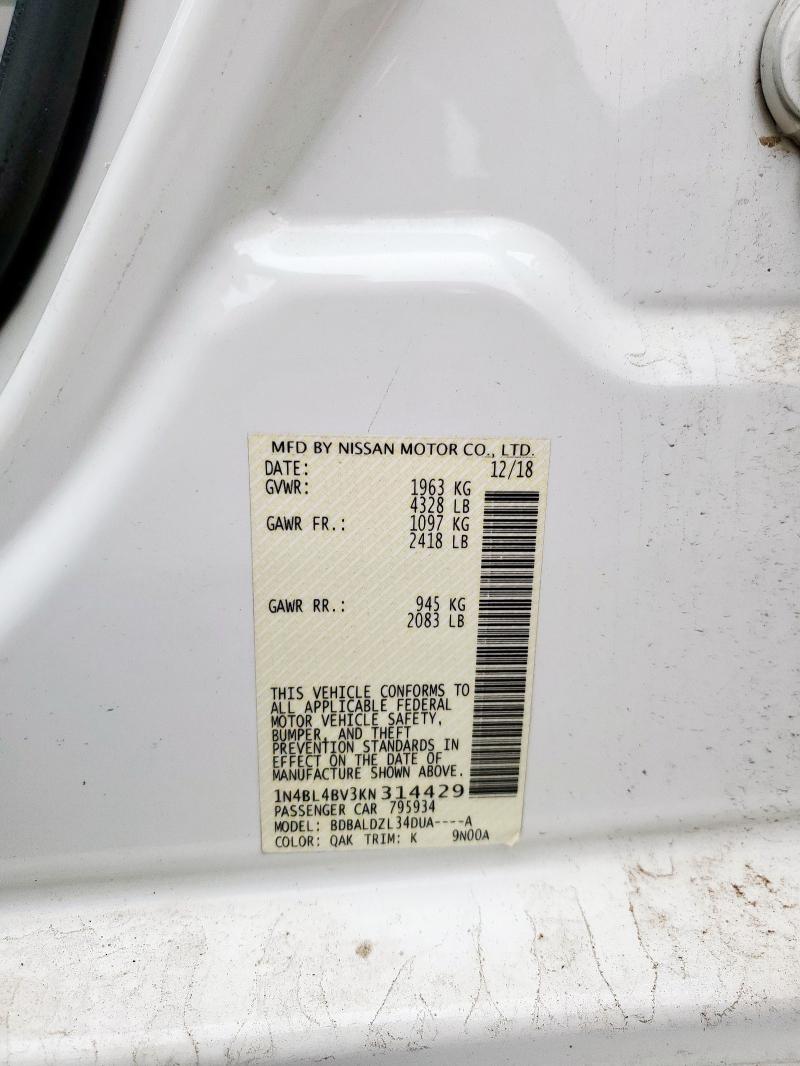 MFD BY NISSAN MOTOR CO., LTD.
DATE: 12/18
GVWR: 1963 KG
4328 LB
GAWR FR.: 1097 KG
2418 LB
GAWR RR.: 945 KG
2083 LB
THIS VEHICLE CONFORMS TO
ALL APPLICABLE FEDERAL
MOTOR VEHICLE SAFETY,
BUMPER, AND THEFT
PREVENTION STANDARDS IN
EFFECT ON THE DATE OF
MANUFACTURE SHOWN ABOVE.
1N4BL4BV3KN314429
PASSENGER CAR 795934
MODEL: BDBALDZL34DUA----A
COLOR: QAK TRIM: K 9N00A